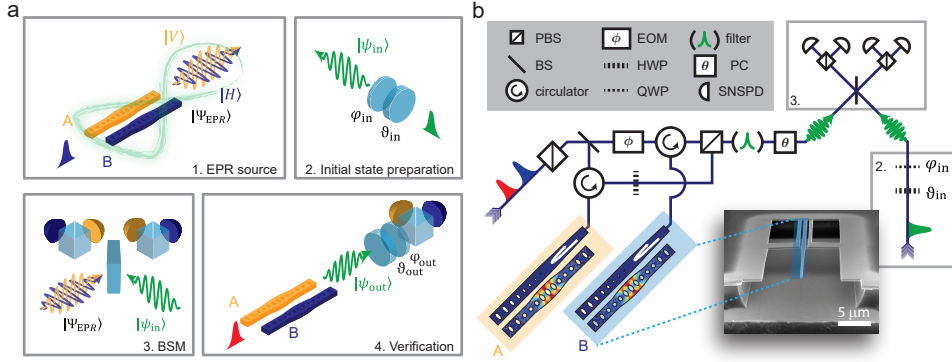 a
|V⟩
|H⟩
A
|Ψ_EPR⟩
B
1. EPR source
|ψ_in⟩
φ_in
ϑ_in
2. Initial state preparation
|Ψ_EPR⟩
|ψ_in⟩
3. BSM
A
B
|ψ_out⟩
φ_out
ϑ_out
4. Verification
b
PBS
ϕ EOM
filter
BS
HWP
θ PC
circulator
QWP
SNSPD
3.
ϕ
θ
2.
φ_in
ϑ_in
A
B
5 μm